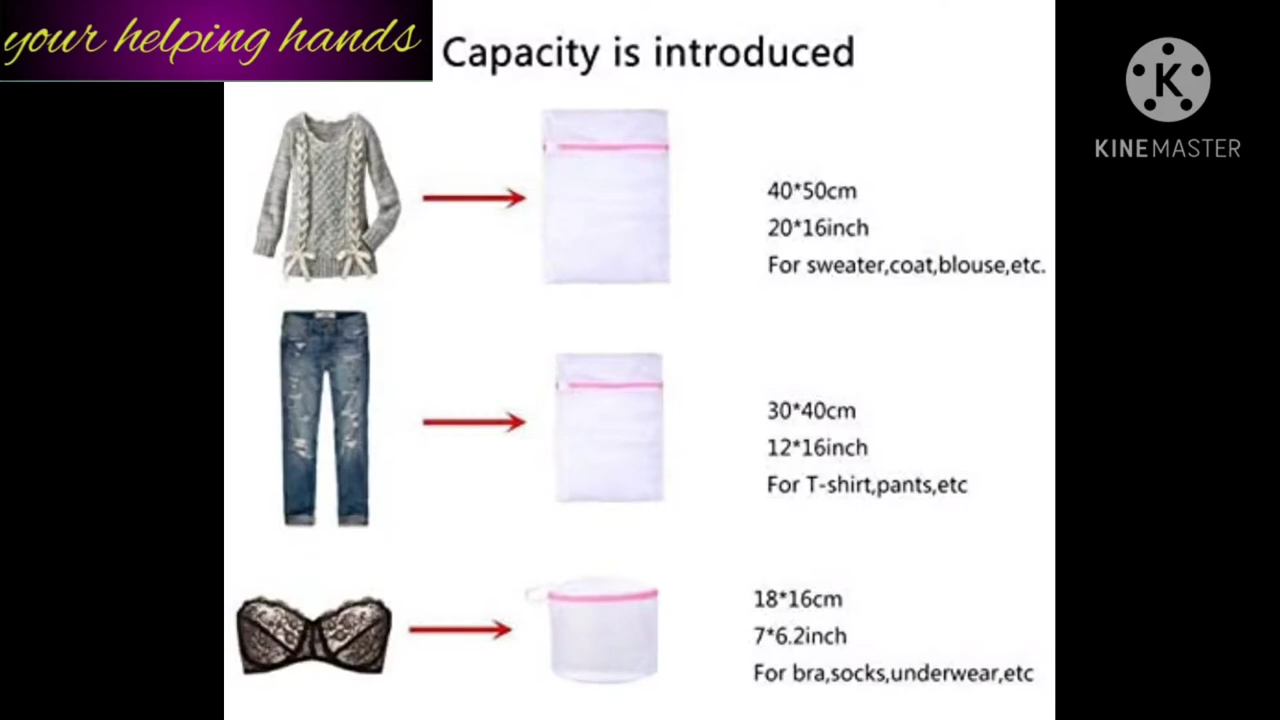 your helping hands
Capacity is introduced
K
KINEMASTER
40*50cm
20*16inch
For sweater,coat,blouse,etc.
30*40cm
12*16inch
For T-shirt,pants,etc
18*16cm
7*6.2inch
For bra,socks,underwear,etc